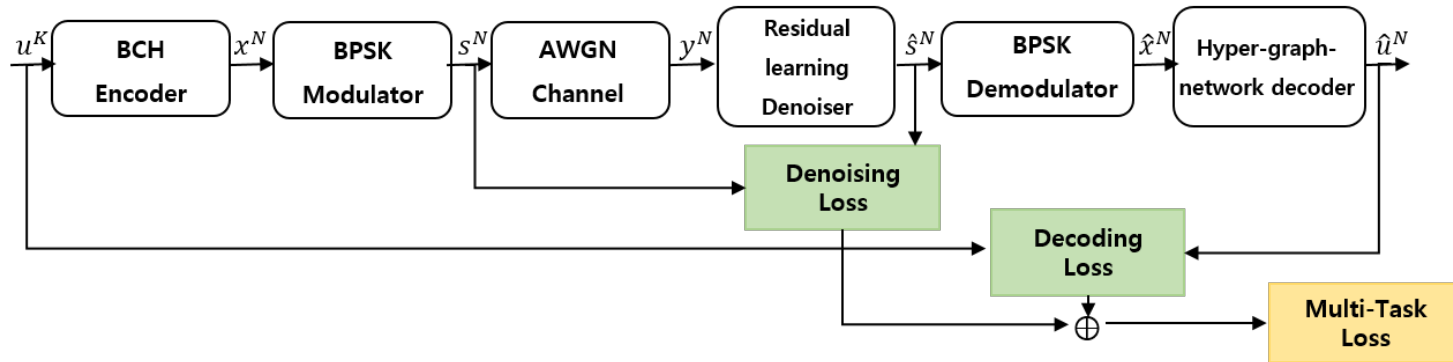 u^K
BCH
Encoder
x^N
BPSK
Modulator
s^N
AWGN
Channel
y^N
Residual
learning
Denoiser
ŝ^N
BPSK
Demodulator
x̂^N
Hyper-graph-
network decoder
û^N
Denoising
Loss
Decoding
Loss
⊕
Multi-Task
Loss